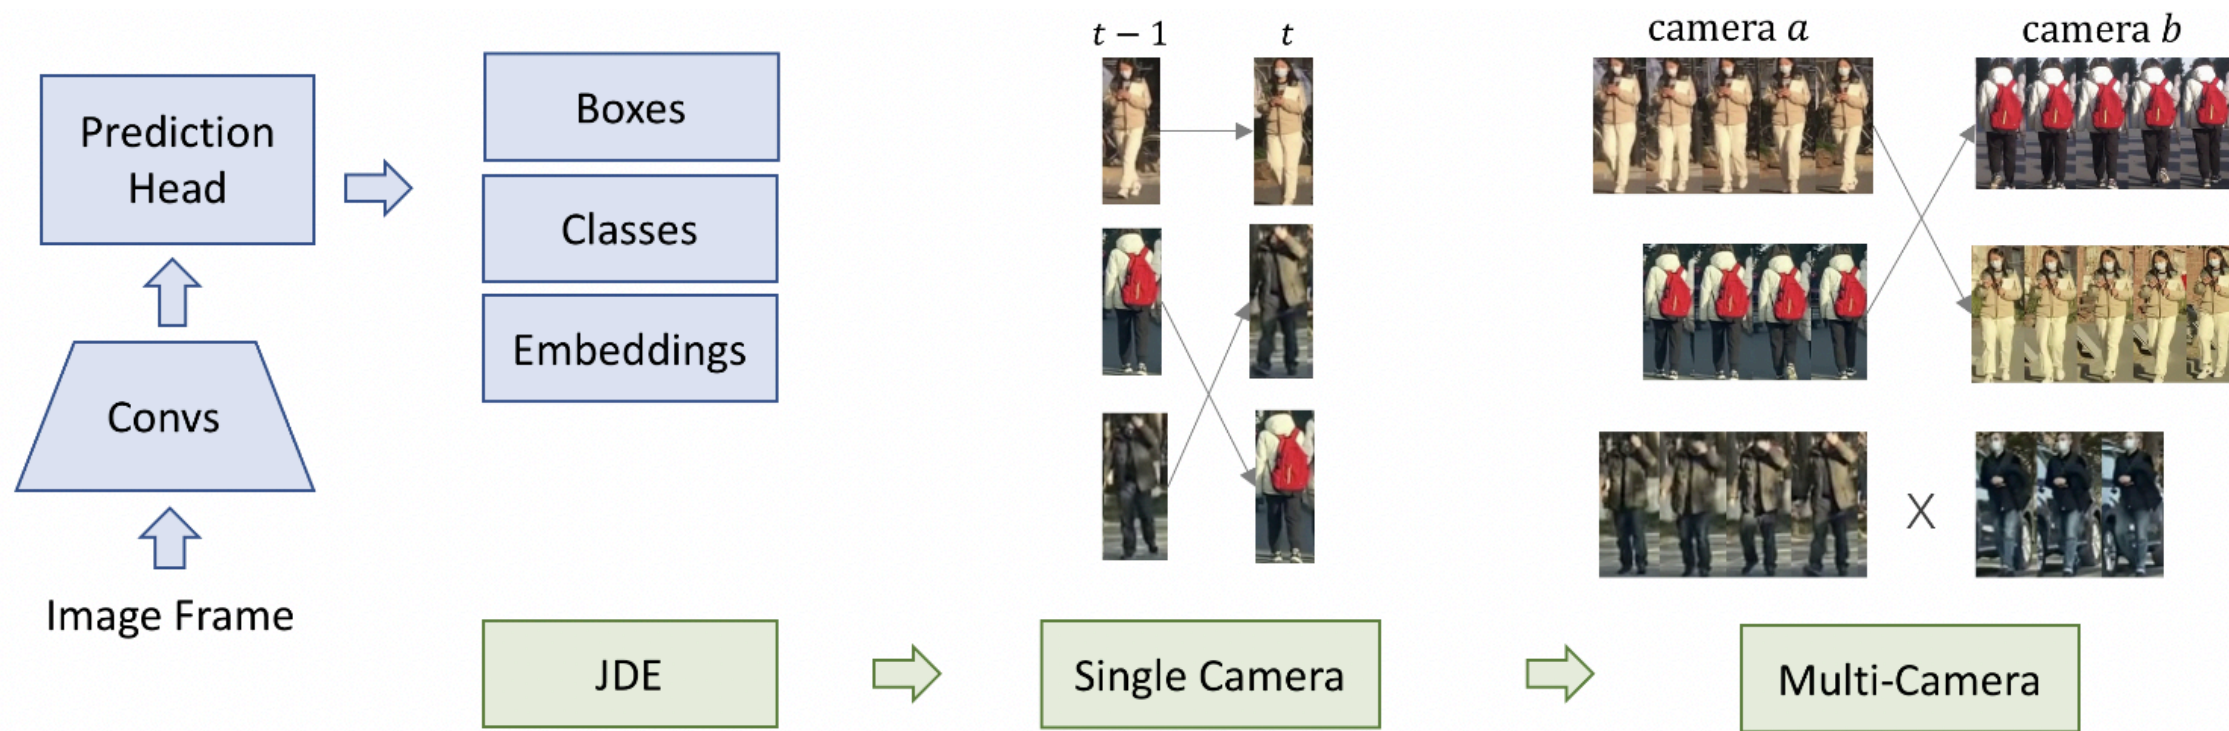 Prediction
Head
Convs
Image Frame
Boxes
Classes
Embeddings
JDE
t − 1
t
Single Camera
camera a
camera b
X
Multi-Camera